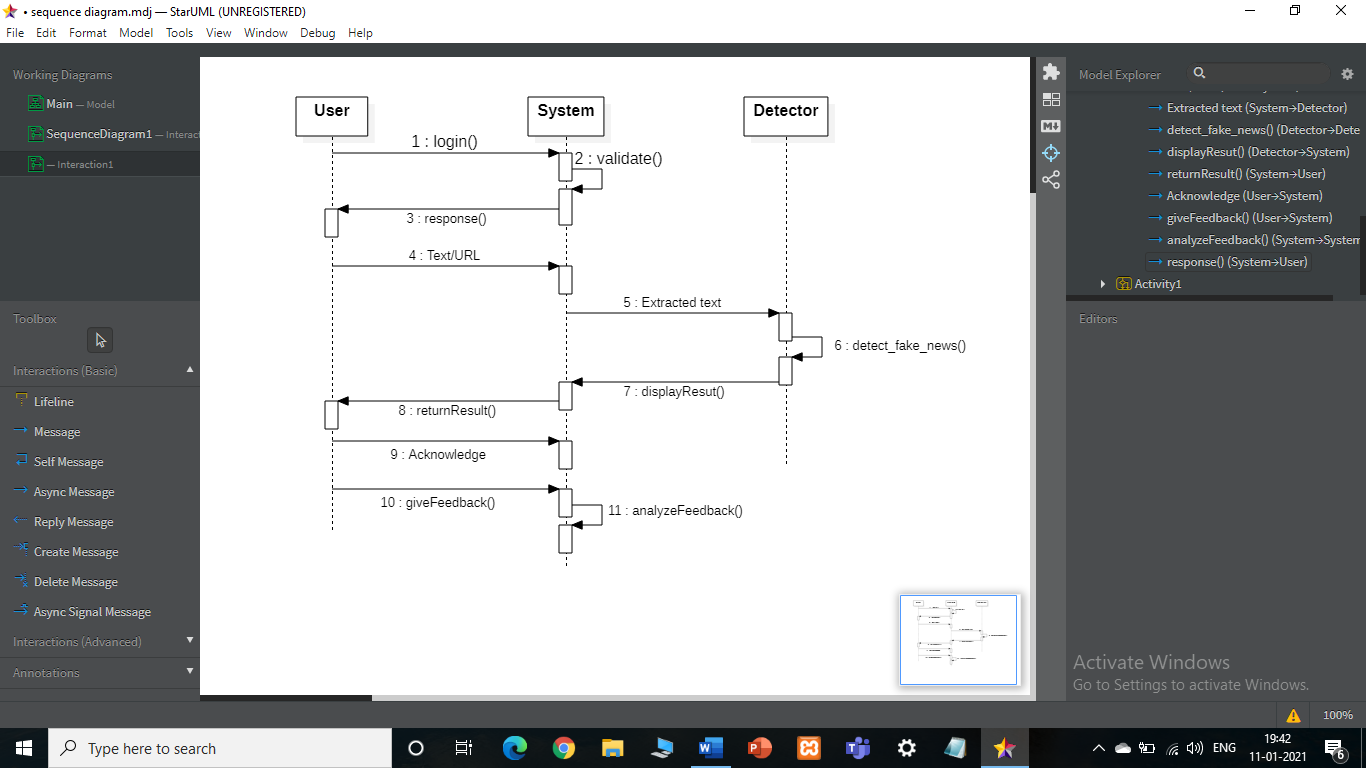 • sequence diagram.mdj — StarUML (UNREGISTERED)
File Edit Format Model Tools View Window Debug Help
Working Diagrams
Main — Model
SequenceDiagram1 — Interact
— Interaction1
Toolbox
Interactions (Basic)
Lifeline
Message
Self Message
Async Message
Reply Message
Create Message
Delete Message
Async Signal Message
Interactions (Advanced)
Annotations
User System Detector
1 : login()
2 : validate()
3 : response()
4 : Text/URL
5 : Extracted text
6 : detect_fake_news()
7 : displayResut()
8 : returnResult()
9 : Acknowledge
10 : giveFeedback()
11 : analyzeFeedback()
Model Explorer
Extracted text (System→Detector)
detect_fake_news() (Detector→Dete
displayResut() (Detector→System)
returnResult() (System→User)
Acknowledge (User→System)
giveFeedback() (User→System)
analyzeFeedback() (System→System
response() (System→User)
Activity1
Editors
Activate Windows
Go to Settings to activate Windows.
100%
Type here to search
ENG
19:42
11-01-2021
6